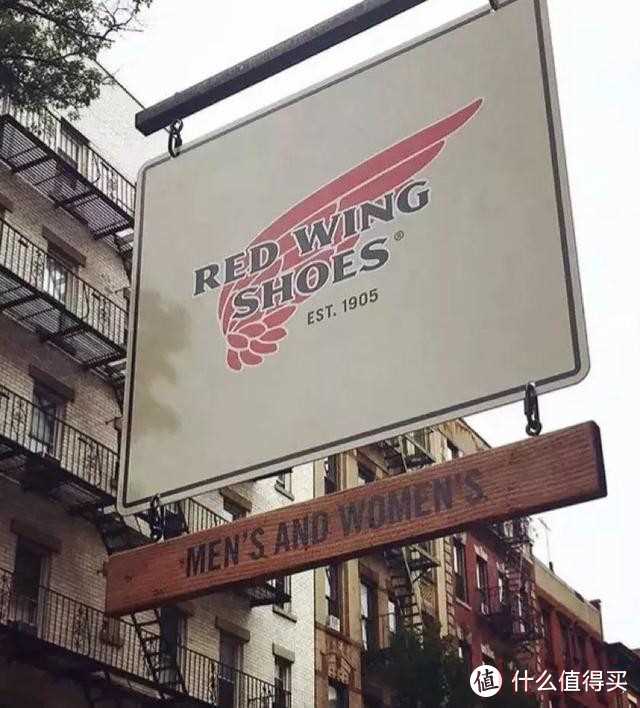 RED WING
SHOES®
EST. 1905
MEN'S AND WOMEN'S
值 什么值得买